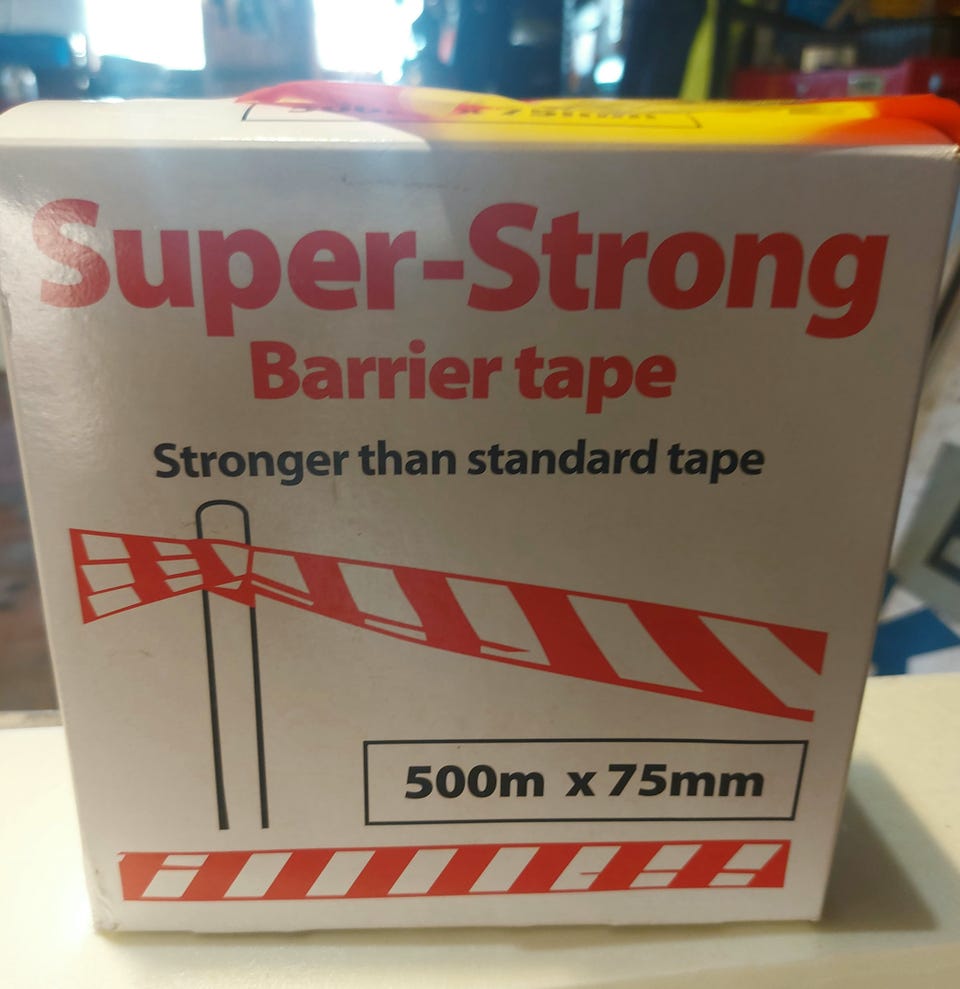 Super-Strong
Barrier tape
Stronger than standard tape
500m x 75mm